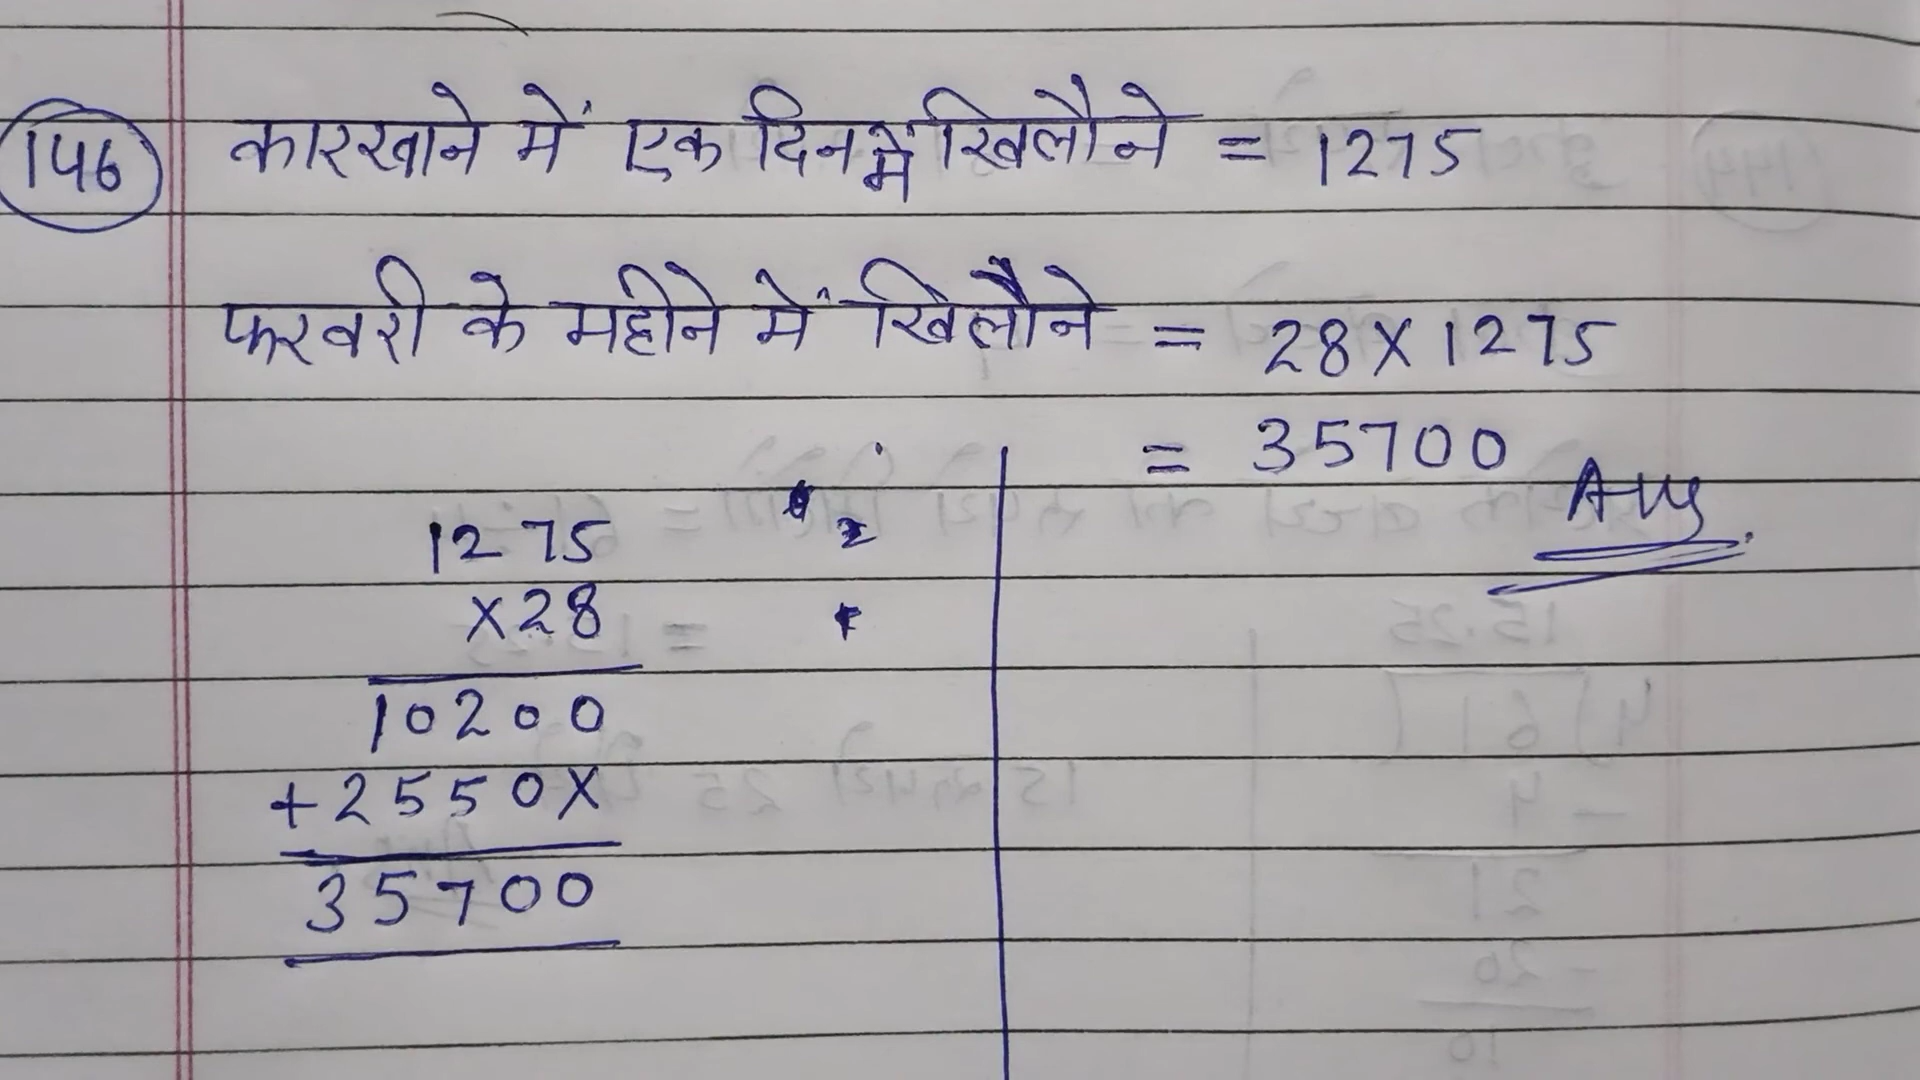 146 कारखाने में एक दिन में खिलौने = 1275
फरवरी के महीने में खिलौने = 28 X 1275
= 35700
Ans.
1275
X28
10200
+2550X
35700